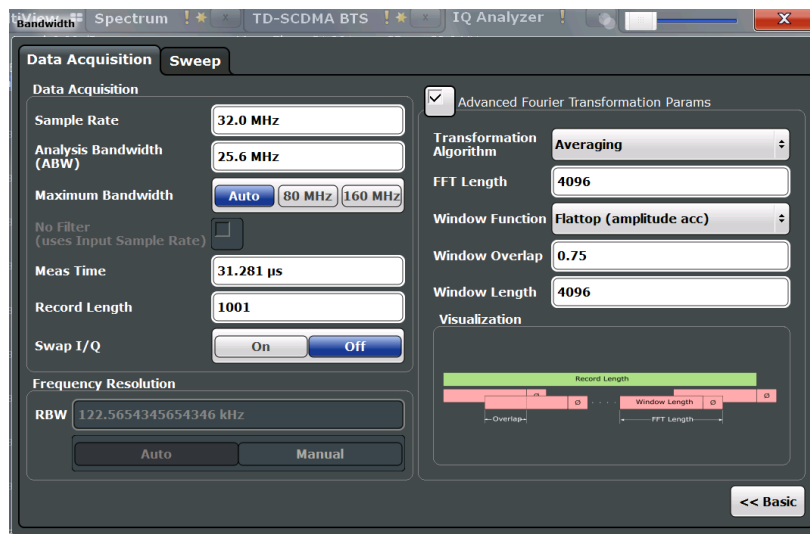 Spectrum ! TD-SCDMA BTS ! IQ Analyzer !
Bandwidth X
Data Acquisition Sweep
Data Acquisition
Sample Rate 32.0 MHz
Analysis Bandwidth (ABW) 25.6 MHz
Maximum Bandwidth Auto 80 MHz 160 MHz
No Filter (uses Input Sample Rate)
Meas Time 31.281 µs
Record Length 1001
Swap I/Q On Off
Frequency Resolution
RBW 122.5654345654346 kHz
Auto Manual
Advanced Fourier Transformation Params
Transformation Algorithm Averaging
FFT Length 4096
Window Function Flattop (amplitude acc)
Window Overlap 0.75
Window Length 4096
Visualization
Record Length
Ø Ø
Ø Window Length Ø
Overlap FFT Length
<< Basic